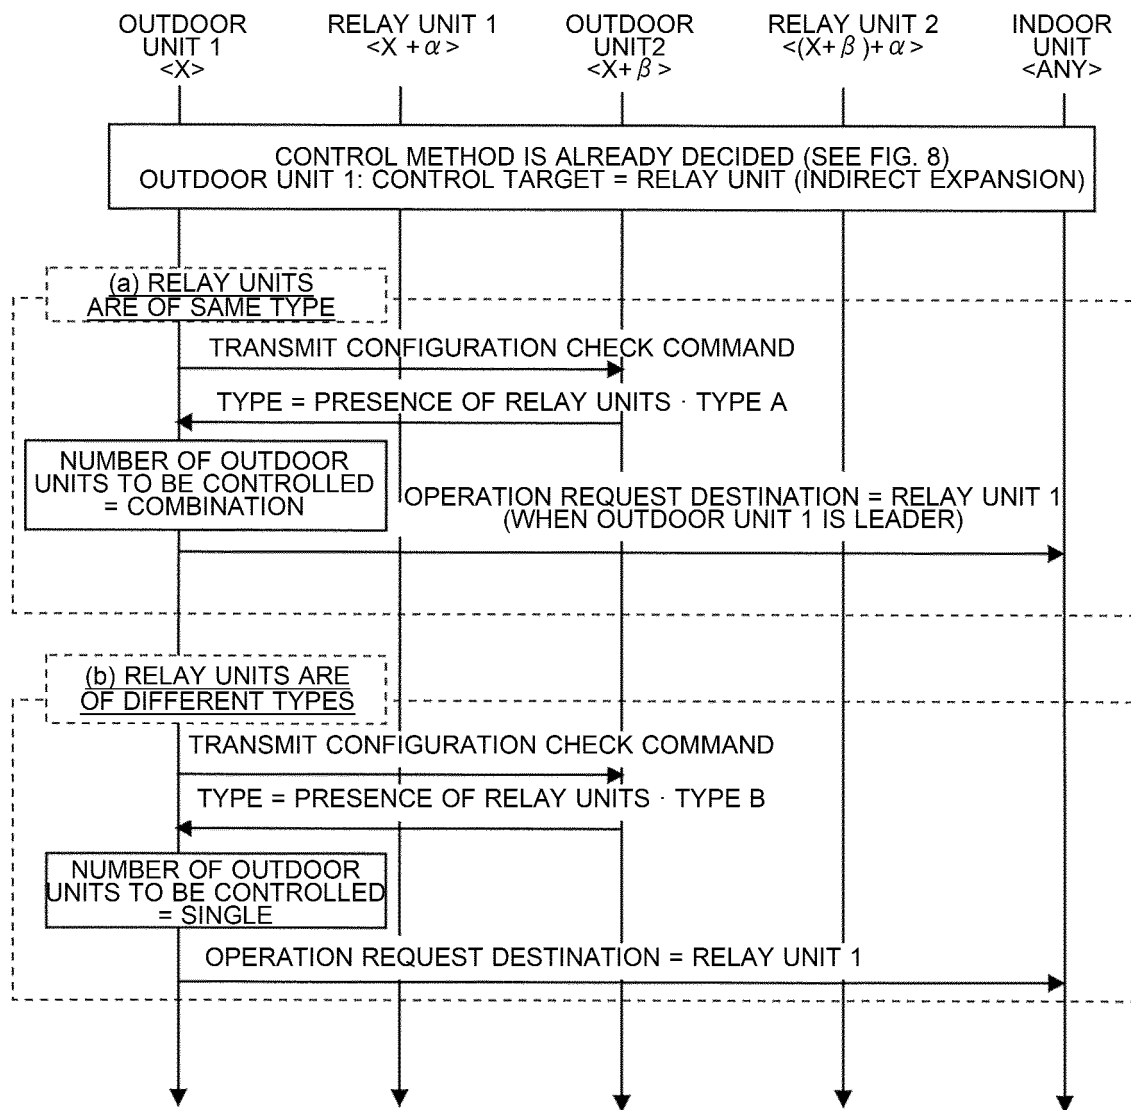 OUTDOOR
UNIT 1
<X>
RELAY UNIT 1
<X + α>
OUTDOOR
UNIT2
<X+ β>
RELAY UNIT 2
<(X+ β)+ α>
INDOOR
UNIT
<ANY>
CONTROL METHOD IS ALREADY DECIDED (SEE FIG. 8)
OUTDOOR UNIT 1: CONTROL TARGET = RELAY UNIT (INDIRECT EXPANSION)
(a) RELAY UNITS
ARE OF SAME TYPE
TRANSMIT CONFIGURATION CHECK COMMAND
TYPE = PRESENCE OF RELAY UNITS · TYPE A
NUMBER OF OUTDOOR
UNITS TO BE CONTROLLED
= COMBINATION
OPERATION REQUEST DESTINATION = RELAY UNIT 1
(WHEN OUTDOOR UNIT 1 IS LEADER)
(b) RELAY UNITS ARE
OF DIFFERENT TYPES
TRANSMIT CONFIGURATION CHECK COMMAND
TYPE = PRESENCE OF RELAY UNITS · TYPE B
NUMBER OF OUTDOOR
UNITS TO BE CONTROLLED
= SINGLE
OPERATION REQUEST DESTINATION = RELAY UNIT 1